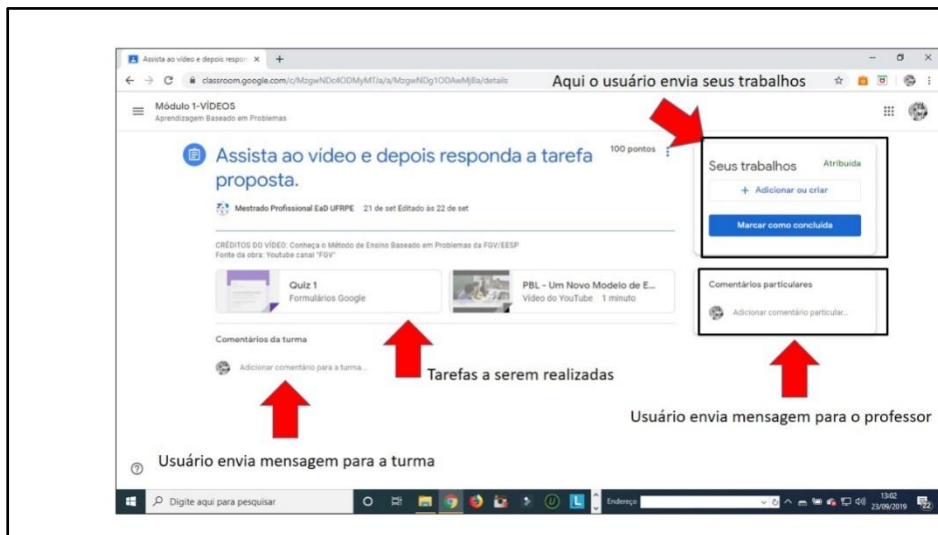 Assista ao vídeo e depois respon
classroom.google.com/c/MzgwNDc4ODMyMTJa/a/MzgwNDg1ODAwMjEa/details
Aqui o usuário envia seus trabalhos
Módulo 1-VÍDEOS
Aprendizagem Baseado em Problemas
Assista ao vídeo e depois responda a tarefa
proposta.
100 pontos
Mestrado Profissional EaD UFRPE 21 de set Editado às 22 de set
CRÉDITOS DO VÍDEO: Conheça o Método de Ensino Baseado em Problemas da FGV/EESP
Fonte da obra: Youtube canal "FGV"
Quiz 1
Formulários Google
PBL - Um Novo Modelo de E...
Vídeo do YouTube 1 minuto
Comentários da turma
Adicionar comentário para a turma...
Seus trabalhos Atribuída
+ Adicionar ou criar
Marcar como concluída
Comentários particulares
Adicionar comentário particular...
Tarefas a serem realizadas
Usuário envia mensagem para o professor
Usuário envia mensagem para a turma
Digite aqui para pesquisar
Endereço
13:02
23/09/2019
22